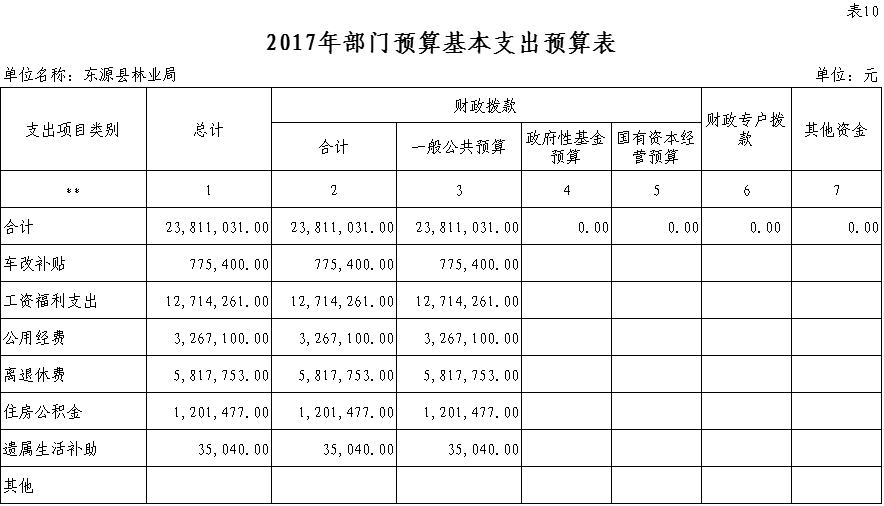 表10
2017年部门预算基本支出预算表
单位名称：东源县林业局 单位：元
支出项目类别 总计 财政拨款 财政专户拨款 其他资金
合计 一般公共预算 政府性基金预算 国有资本经营预算
** 1 2 3 4 5 6 7
合计 23,811,031.00 23,811,031.00 23,811,031.00 0.00 0.00 0.00 0.00
车改补贴 775,400.00 775,400.00 775,400.00
工资福利支出 12,714,261.00 12,714,261.00 12,714,261.00
公用经费 3,267,100.00 3,267,100.00 3,267,100.00
离退休费 5,817,753.00 5,817,753.00 5,817,753.00
住房公积金 1,201,477.00 1,201,477.00 1,201,477.00
遗属生活补助 35,040.00 35,040.00 35,040.00
其他